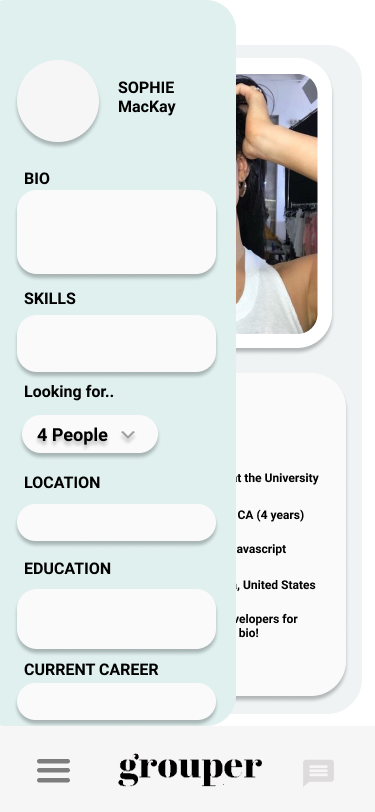 SOPHIE
MacKay
BIO
SKILLS
Looking for..
4 People
LOCATION
EDUCATION
CURRENT CAREER
at the University
CA (4 years)
avascript
, United States
velopers for
bio!
grouper